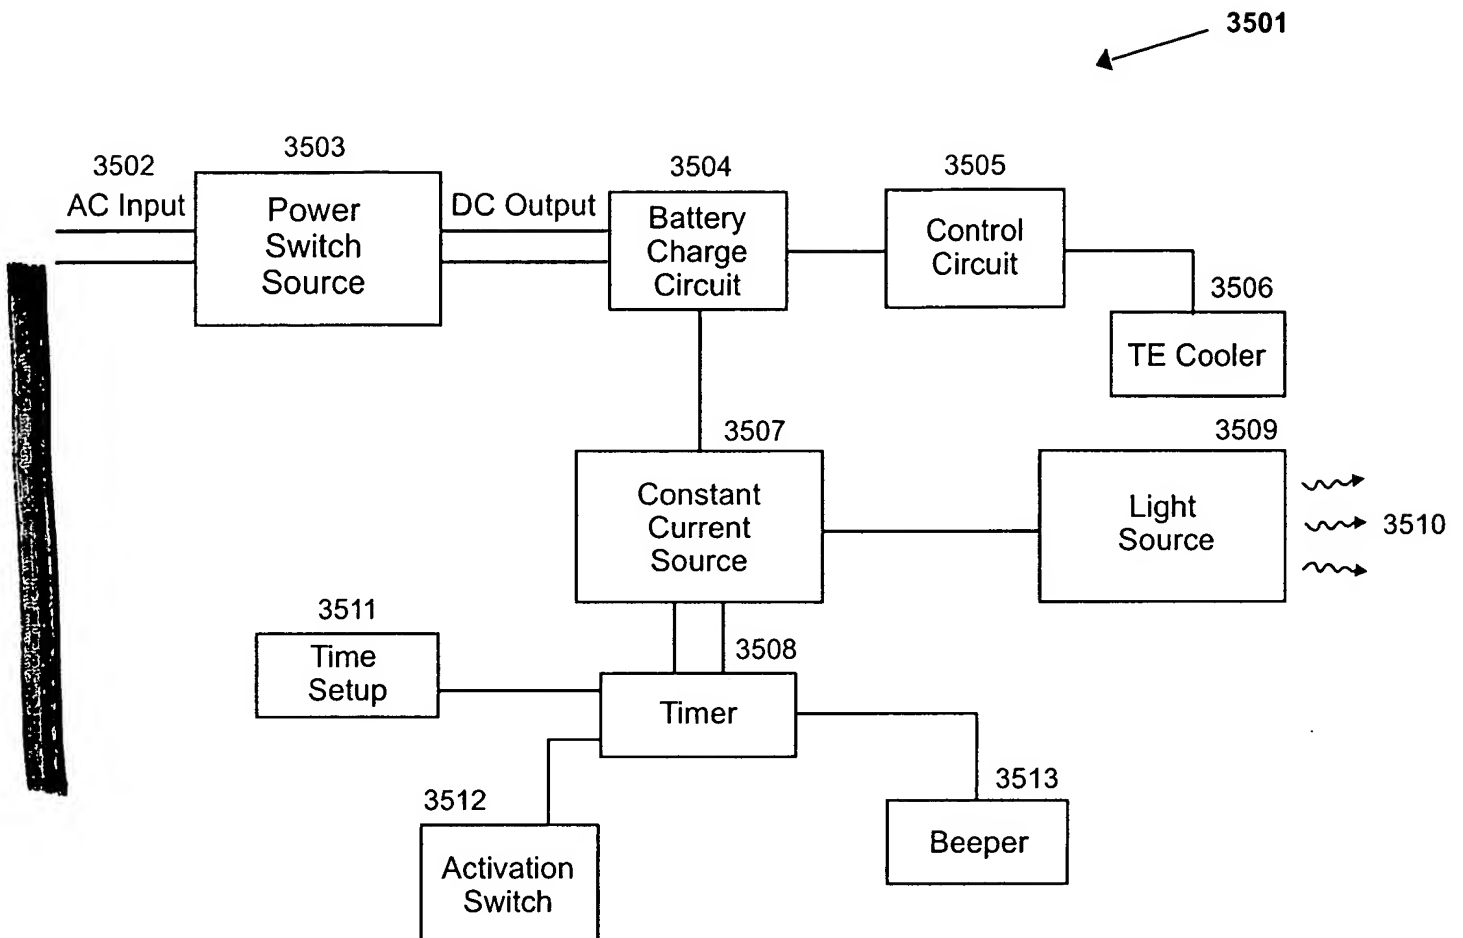 3501
3502
AC Input
3503
Power
Switch
Source
DC Output
3504
Battery
Charge
Circuit
3505
Control
Circuit
3506
TE Cooler
3507
Constant
Current
Source
3509
Light
Source
3510
3511
Time
Setup
3508
Timer
3512
Activation
Switch
3513
Beeper